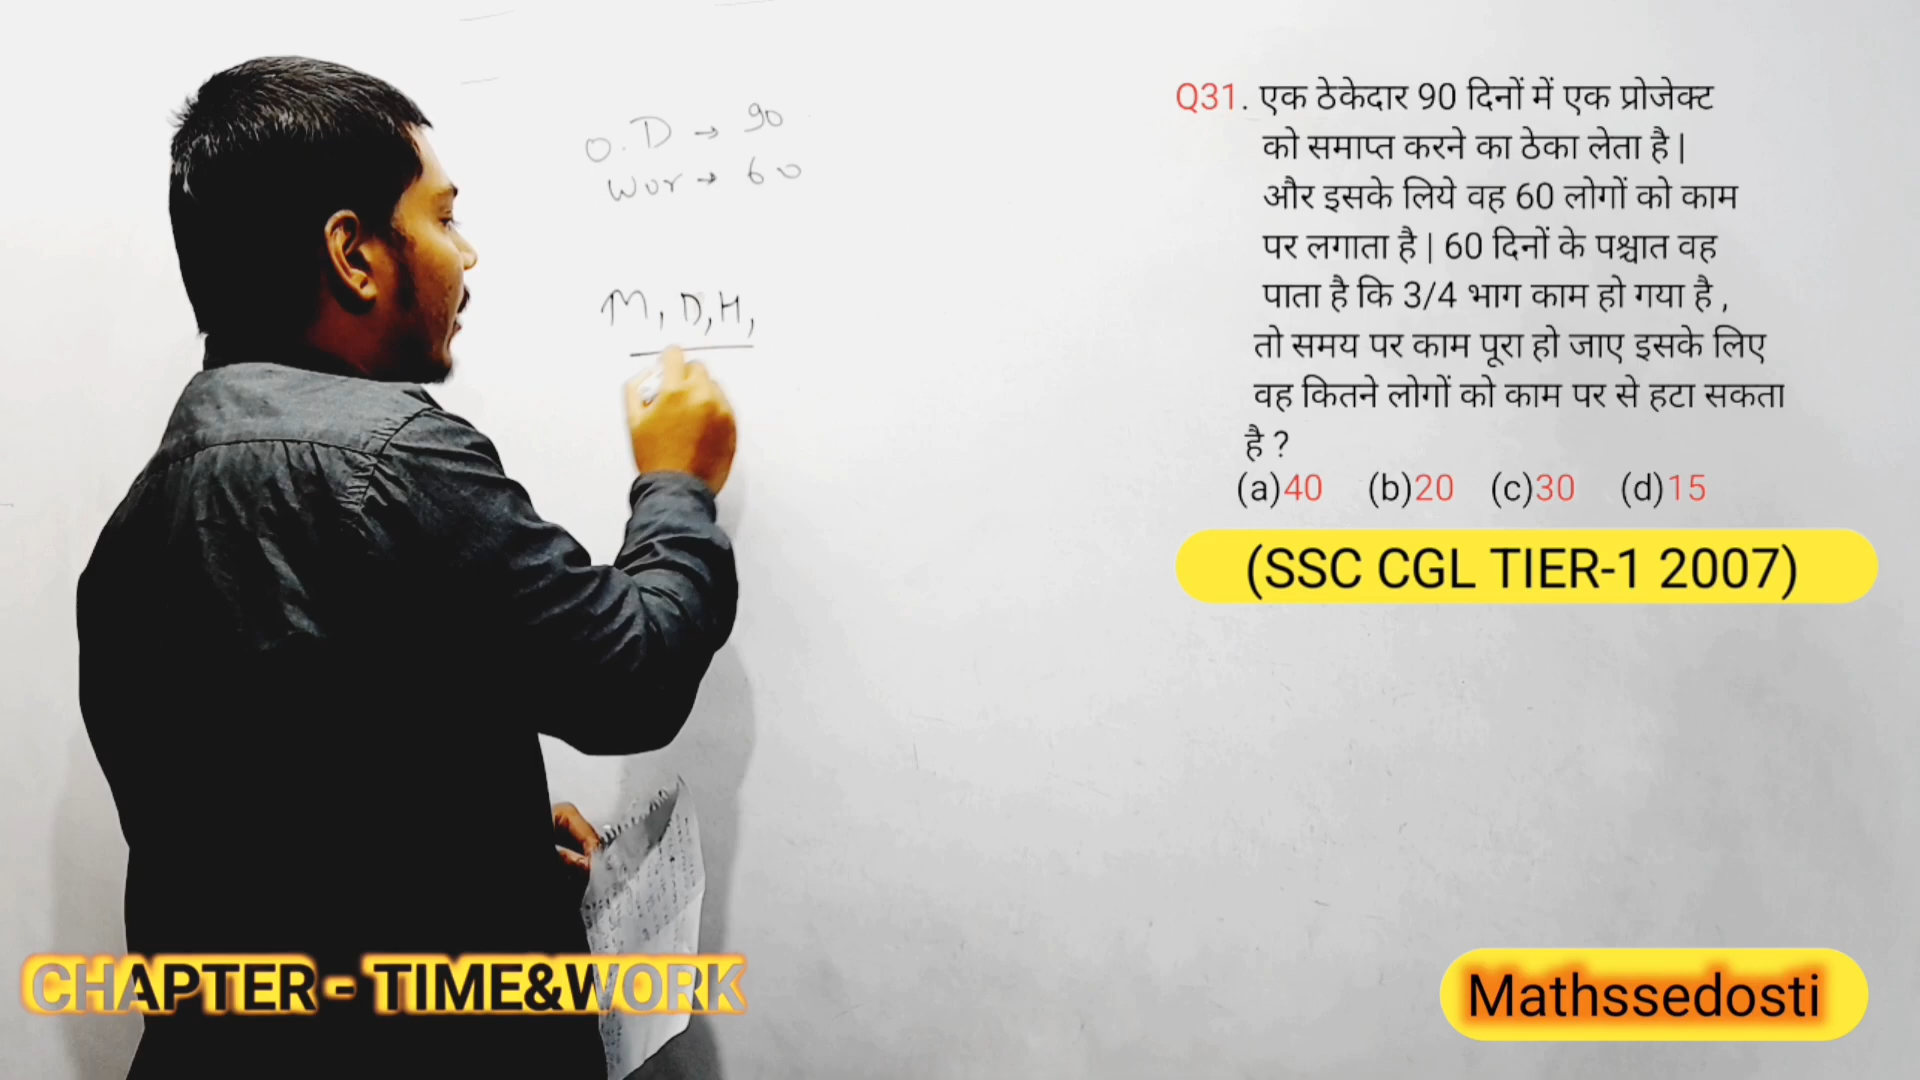 O.D → 90
Wor → 60
M, D, H,
Q31. एक ठेकेदार 90 दिनों में एक प्रोजेक्ट
को समाप्त करने का ठेका लेता है |
और इसके लिये वह 60 लोगों को काम
पर लगाता है | 60 दिनों के पश्चात वह
पाता है कि 3/4 भाग काम हो गया है ,
तो समय पर काम पूरा हो जाए इसके लिए
वह कितने लोगों को काम पर से हटा सकता
है ?
(a)40 (b)20 (c)30 (d)15
(SSC CGL TIER-1 2007)
CHAPTER - TIME&WORK
Mathssedosti